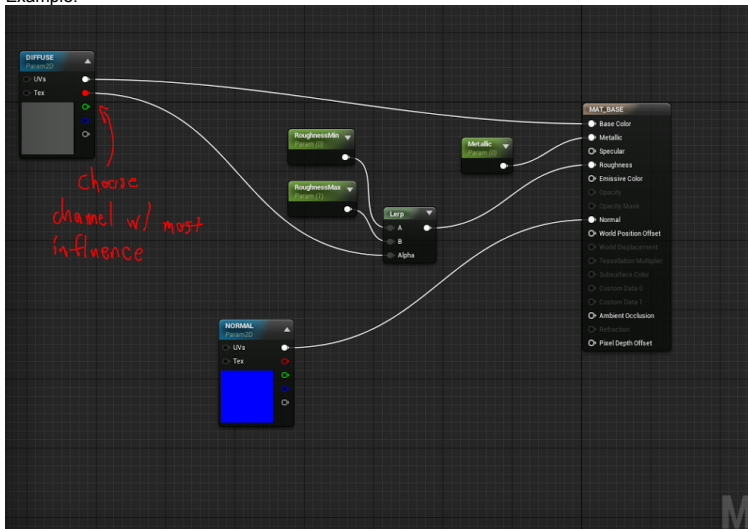 Example:
DIFFUSE
Param2D
UVs
Tex
choose
channel w/ most
influence
RoughnessMin
Param (0)
RoughnessMax
Param (1)
Metallic
Param (0)
Lerp
A
B
Alpha
NORMAL
Param2D
UVs
Tex
MAT_BASE
Base Color
Metallic
Specular
Roughness
Emissive Color
Opacity
Opacity Mask
Normal
World Position Offset
World Displacement
Tessellation Multiplier
Subsurface Color
Custom Data 0
Custom Data 1
Ambient Occlusion
Refraction
Pixel Depth Offset
M